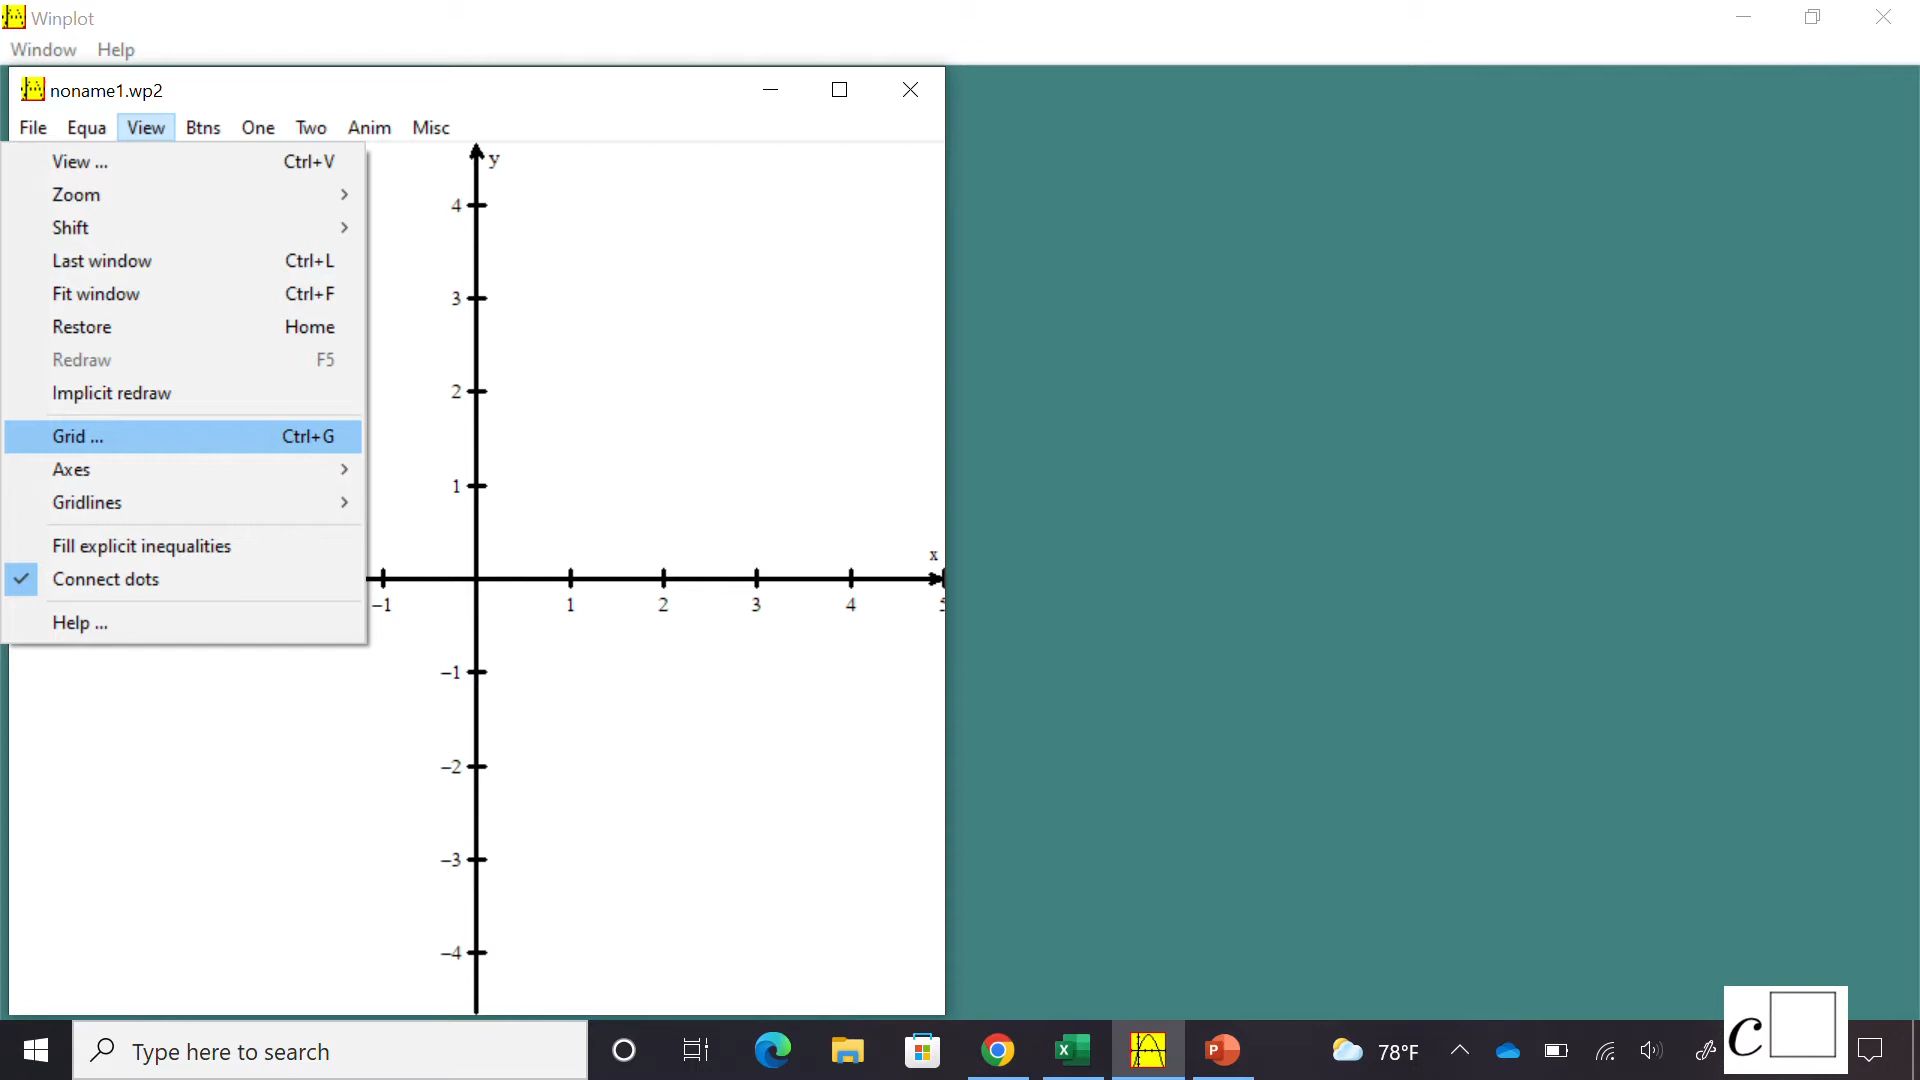 Winplot
Window Help
noname1.wp2
File Equa View Btns One Two Anim Misc
View ... Ctrl+V
Zoom
Shift
Last window Ctrl+L
Fit window Ctrl+F
Restore Home
Redraw F5
Implicit redraw
Grid ... Ctrl+G
Axes
Gridlines
Fill explicit inequalities
Connect dots
Help ...
y
4
3
2
1
x
–1 1 2 3 4 5
–1
–2
–3
–4
Type here to search
78°F
C